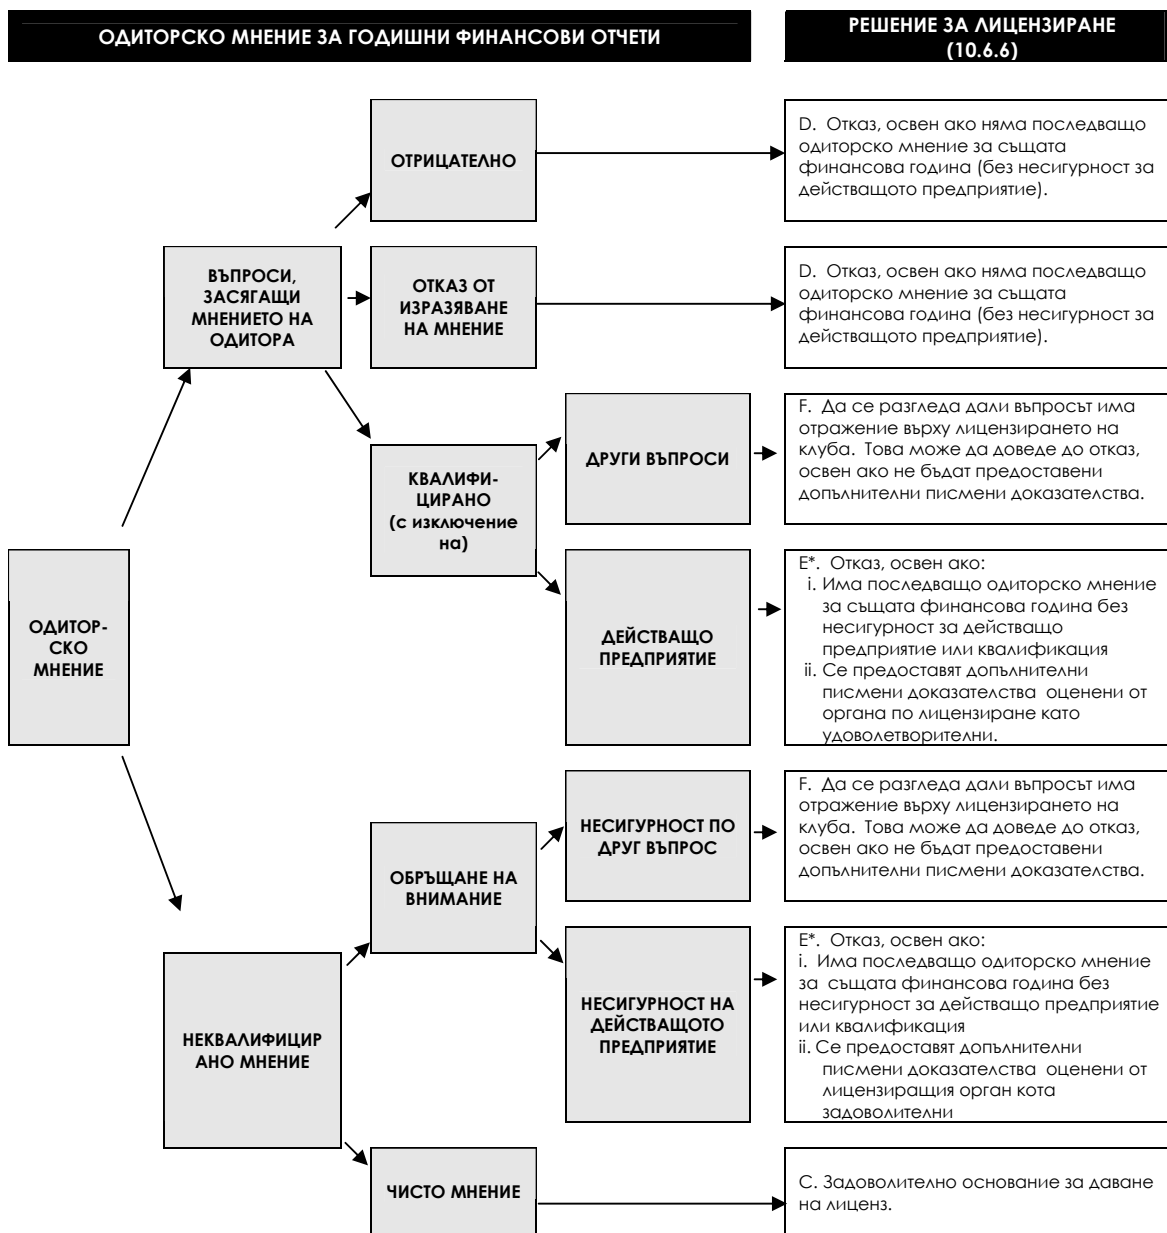 ОДИТОРСКО МНЕНИЕ ЗА ГОДИШНИ ФИНАНСОВИ ОТЧЕТИ
РЕШЕНИЕ ЗА ЛИЦЕНЗИРАНЕ
(10.6.6)
ОТРИЦАТЕЛНО
D. Отказ, освен ако няма последващо
одиторско мнение за същата
финансова година (без несигурност за
действащото предприятие).
ВЪПРОСИ,
ЗАСЯГАЩИ
МНЕНИЕТО НА
ОДИТОРА
ОТКАЗ ОТ
ИЗРАЗЯВАНЕ
НА МНЕНИЕ
D. Отказ, освен ако няма последващо
одиторско мнение за същата
финансова година (без несигурност за
действащото предприятие).
КВАЛИФИ-
ЦИРАНО
(с изключение
на)
ДРУГИ ВЪПРОСИ
F. Да се разгледа дали въпросът има
отражение върху лицензирането на
клуба. Това може да доведе до отказ,
освен ако не бъдат предоставени
допълнителни писмени доказателства.
ОДИТОР-
СКО
МНЕНИЕ
ДЕЙСТВАЩО
ПРЕДПРИЯТИЕ
E*. Отказ, освен ако:
i. Има последващо одиторско мнение
за същата финансова година без
несигурност за действащо
предприятие или квалификация
ii. Се предоставят допълнителни
писмени доказателства оценени от
органа по лицензиране като
удоволетворителни.
ОБРЪЩАНЕ НА
ВНИМАНИЕ
НЕСИГУРНОСТ ПО
ДРУГ ВЪПРОС
F. Да се разгледа дали въпросът има
отражение върху лицензирането на
клуба. Това може да доведе до отказ,
освен ако не бъдат предоставени
допълнителни писмени доказателства.
НЕКВАЛИФИЦИР
АНО МНЕНИЕ
НЕСИГУРНОСТ НА
ДЕЙСТВАЩОТО
ПРЕДПРИЯТИЕ
E*. Отказ, освен ако:
i. Има последващо одиторско мнение
за същата финансова година без
несигурност за действащо предприятие
или квалификация
ii. Се предоставят допълнителни
писмени доказателства оценени от
лицензиращия орган кота
задоволителни
ЧИСТО МНЕНИЕ
C. Задоволително основание за даване
на лиценз.